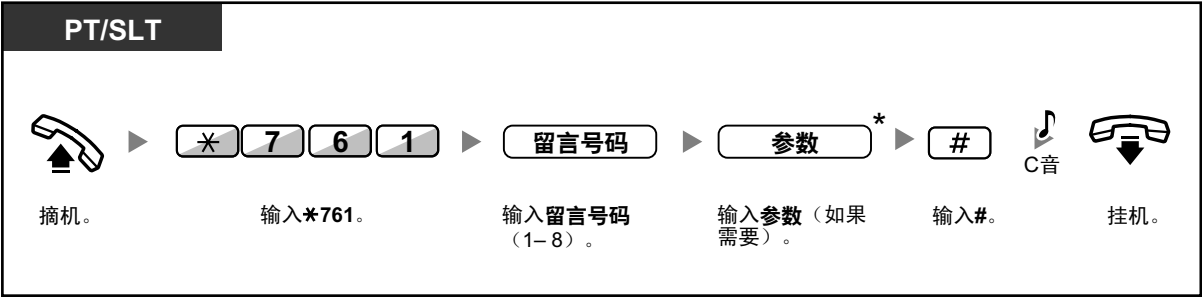 PT/SLT
* 7 6 1 留言号码 参数* #
C音
摘机。
输入*761。
输入留言号码
（1–8）。
输入参数（如果
需要）。
输入#。
挂机。